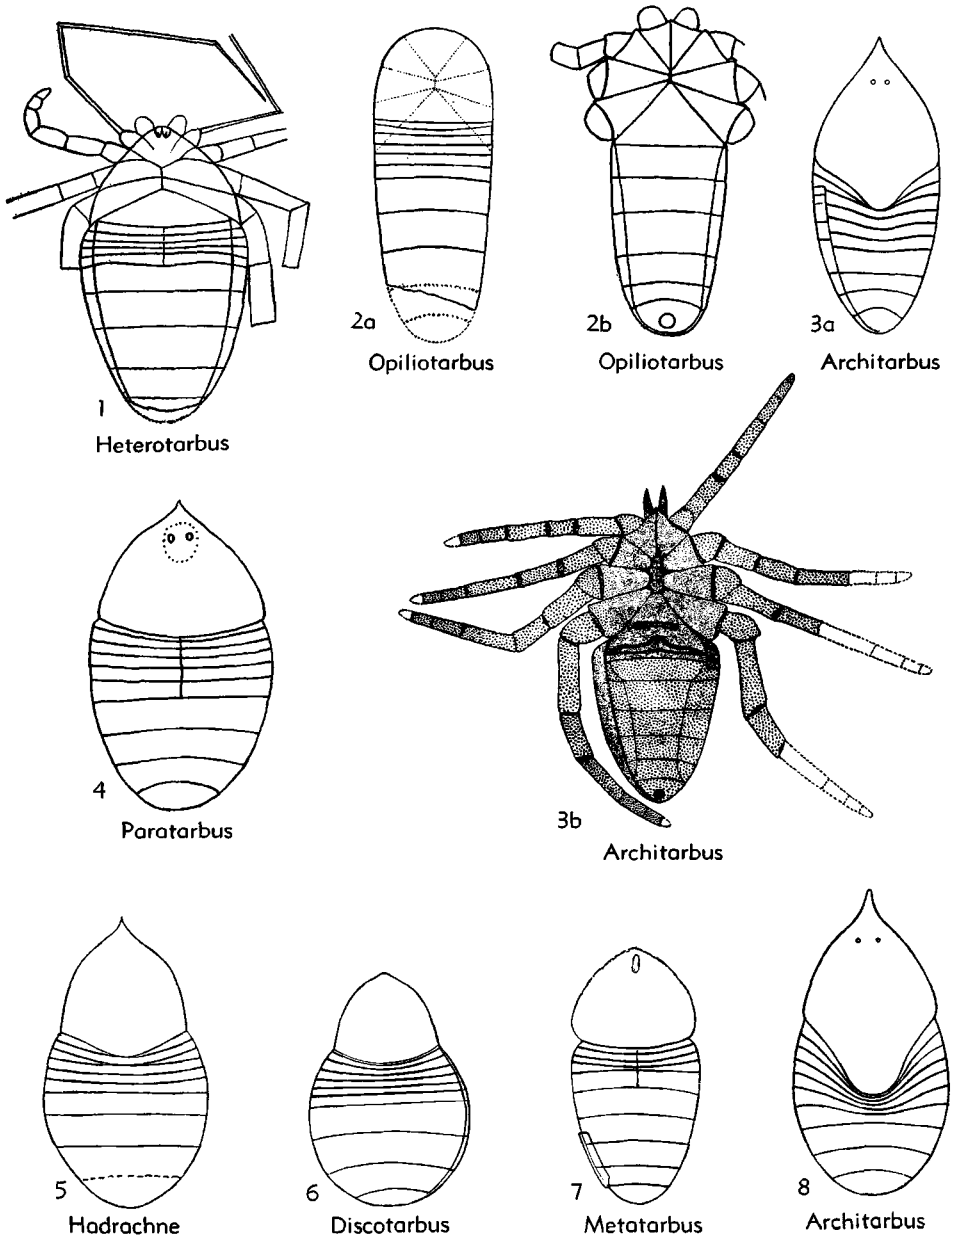 1
Heterotarbus
2a
Opiliotarbus
2b
Opiliotarbus
3a
Architarbus
4
Paratarbus
3b
Architarbus
5
Hadrachne
6
Discotarbus
7
Metatarbus
8
Architarbus